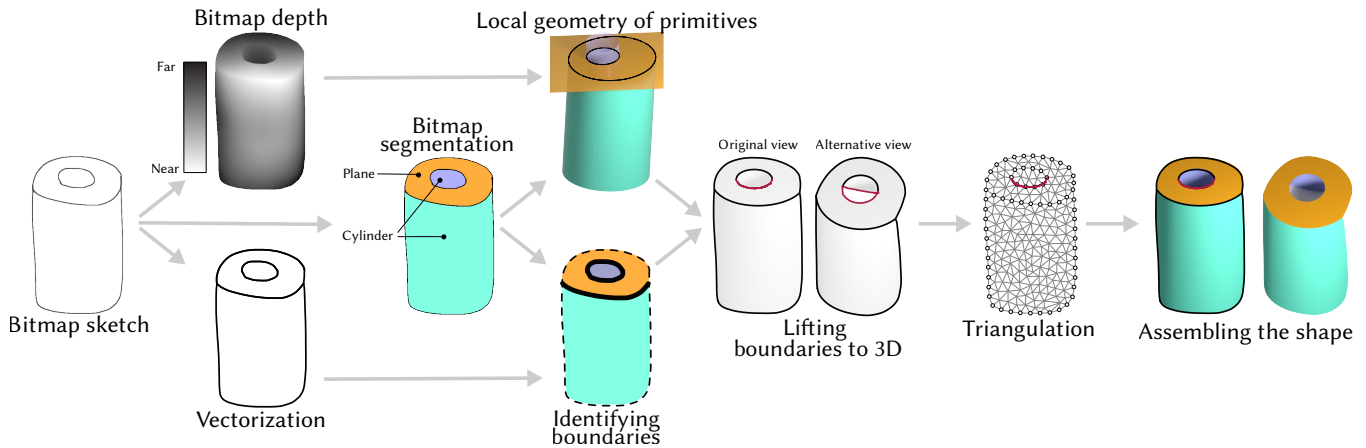 Bitmap depth
Far
Near
Bitmap sketch
Vectorization
Bitmap
segmentation
Plane
Cylinder
Local geometry of primitives
Identifying
boundaries
Original view
Alternative view
Lifting
boundaries to 3D
Triangulation
Assembling the shape